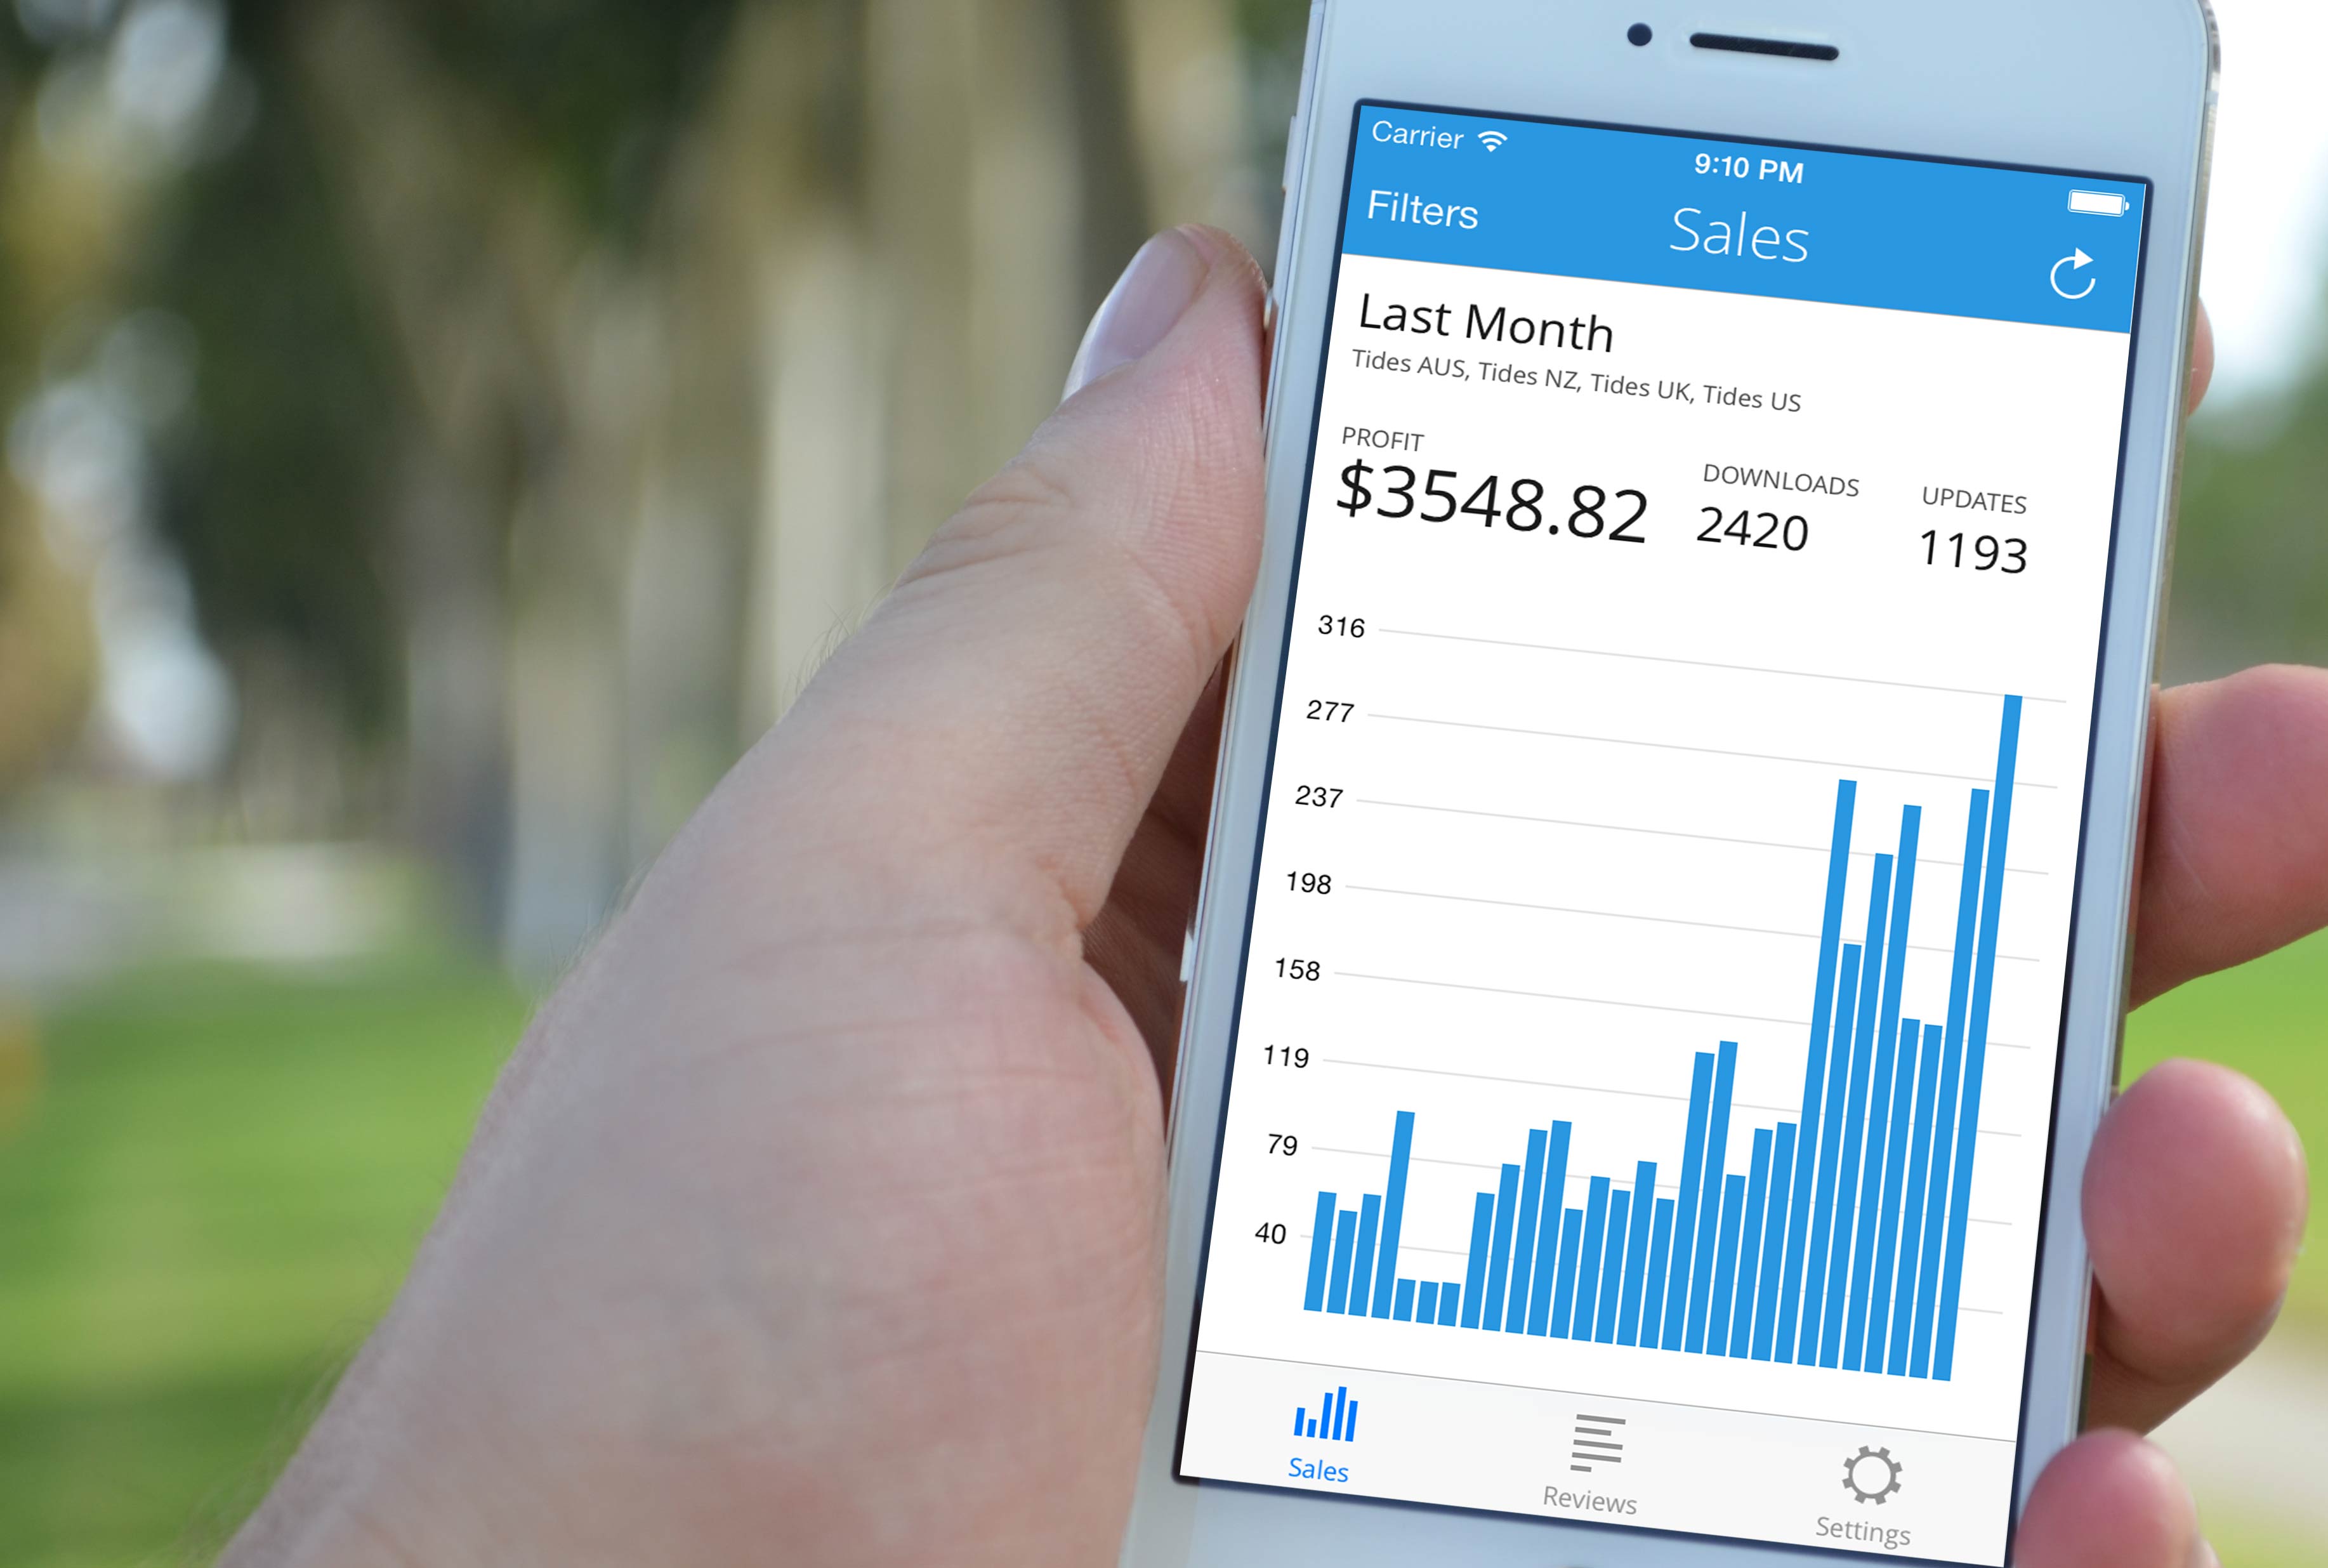 Carrier
9:10 PM
Filters
Sales
Last Month
Tides AUS, Tides NZ, Tides UK, Tides US
PROFIT
$3548.82
DOWNLOADS
2420
UPDATES
1193
316
277
237
198
158
119
79
40
Sales
Reviews
Settings